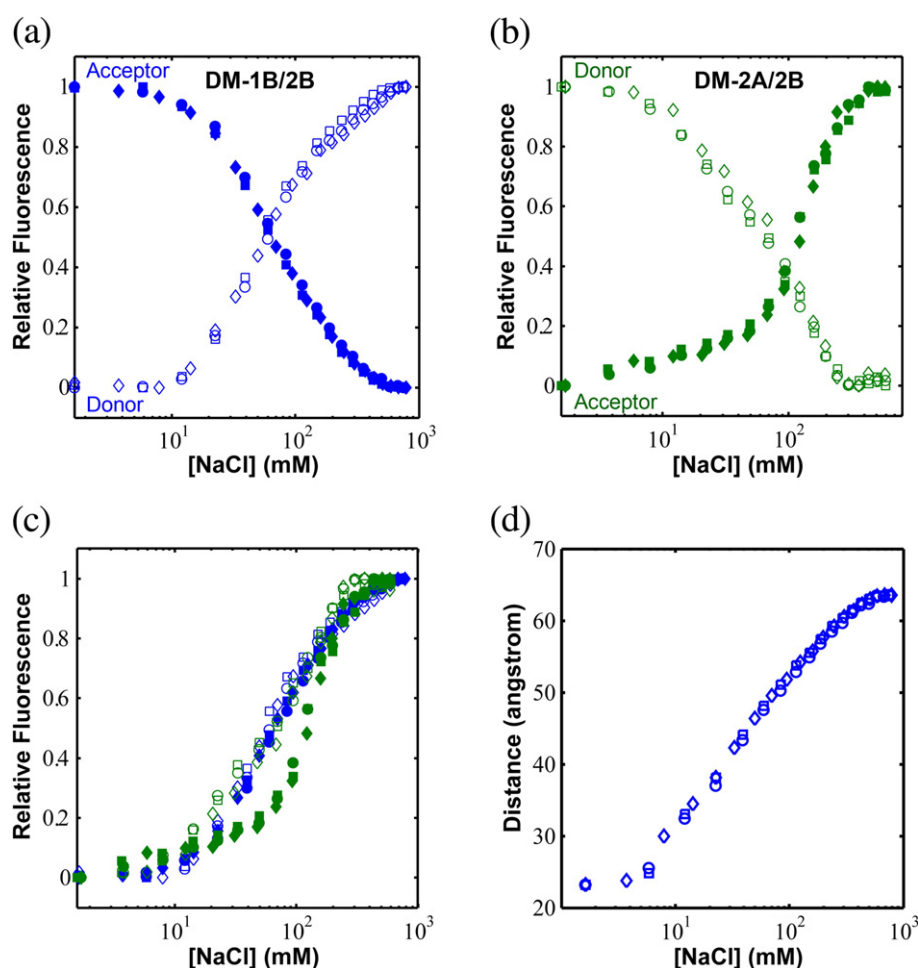 (a)
DM-1B/2B
Acceptor
Donor
Relative Fluorescence
1
0.8
0.6
0.4
0.2
0
10^1 10^2 10^3
[NaCl] (mM)
(b)
DM-2A/2B
Donor
Acceptor
Relative Fluorescence
1
0.8
0.6
0.4
0.2
0
10^1 10^2
[NaCl] (mM)
(c)
Relative Fluorescence
1
0.8
0.6
0.4
0.2
0
10^1 10^2 10^3
[NaCl] (mM)
(d)
Distance (angstrom)
70
60
50
40
30
20
10^1 10^2 10^3
[NaCl] (mM)